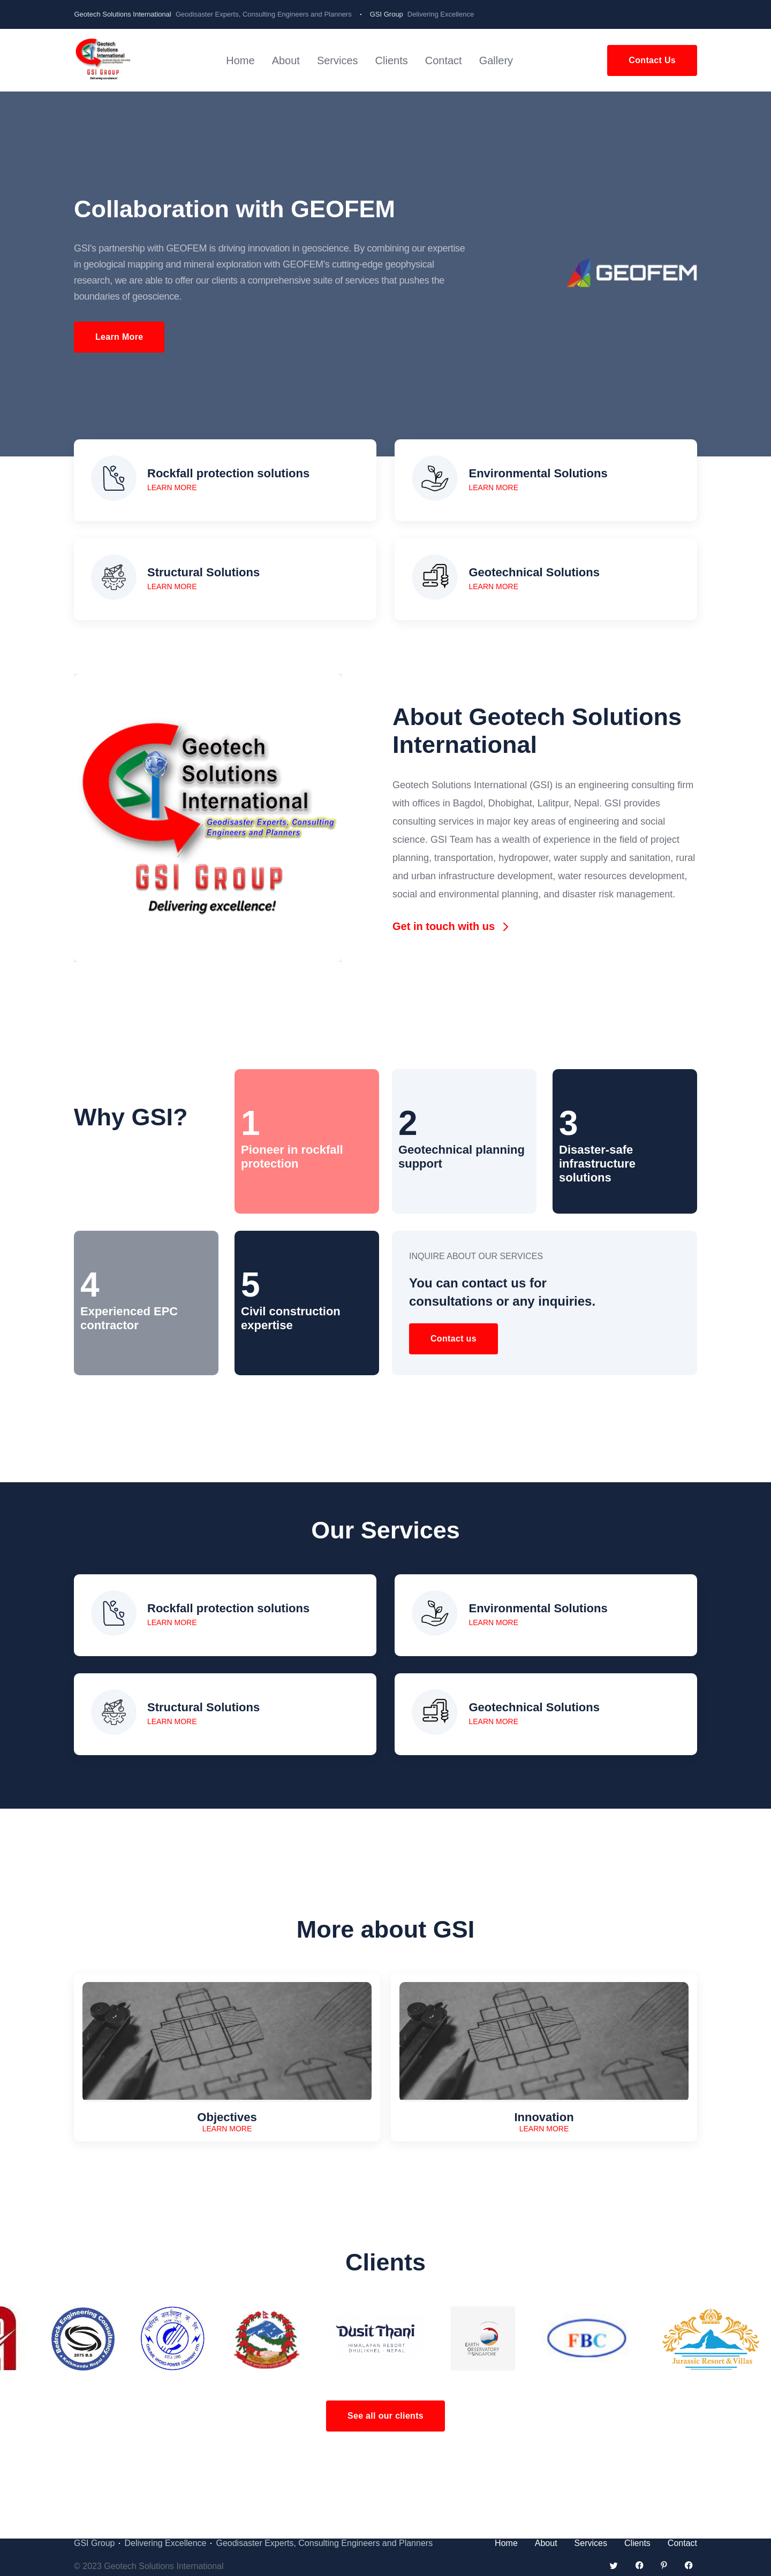 Geotech Solutions International Geodisaster Experts, Consulting Engineers and Planners • GSI Group Delivering Excellence
Geotech
Solutions
International
GSI GROUP
Delivering excellence!
Home About Services Clients Contact Gallery
Contact Us
Collaboration with GEOFEM
GSI's partnership with GEOFEM is driving innovation in geoscience. By combining our expertise
in geological mapping and mineral exploration with GEOFEM's cutting-edge geophysical
research, we are able to offer our clients a comprehensive suite of services that pushes the
boundaries of geoscience.
GEOFEM
Learn More
Rockfall protection solutions
LEARN MORE
Environmental Solutions
LEARN MORE
Structural Solutions
LEARN MORE
Geotechnical Solutions
LEARN MORE
Geotech
Solutions
International
Geodisaster Experts, Consulting
Engineers and Planners
GSI GROUP
Delivering excellence!
About Geotech Solutions
International
Geotech Solutions International (GSI) is an engineering consulting firm
with offices in Bagdol, Dhobighat, Lalitpur, Nepal. GSI provides
consulting services in major key areas of engineering and social
science. GSI Team has a wealth of experience in the field of project
planning, transportation, hydropower, water supply and sanitation, rural
and urban infrastructure development, water resources development,
social and environmental planning, and disaster risk management.
Get in touch with us
Why GSI?
1
Pioneer in rockfall
protection
2
Geotechnical planning
support
3
Disaster-safe
infrastructure
solutions
4
Experienced EPC
contractor
5
Civil construction
expertise
INQUIRE ABOUT OUR SERVICES
You can contact us for
consultations or any inquiries.
Contact us
Our Services
Rockfall protection solutions
LEARN MORE
Environmental Solutions
LEARN MORE
Structural Solutions
LEARN MORE
Geotechnical Solutions
LEARN MORE
More about GSI
Objectives
LEARN MORE
Innovation
LEARN MORE
Clients
Bedrock Engineering Consultancy
2075 B.S
Kathmandu Nepal
Dusit Thani
HIMALAYAN RESORT
DHULIKHEL · NEPAL
EARTH
OBSERVATORY
OF SINGAPORE
FBC
Jurassic Resort & Villas
See all our clients
GSI Group • Delivering Excellence • Geodisaster Experts, Consulting Engineers and Planners
Home About Services Clients Contact
© 2023 Geotech Solutions International